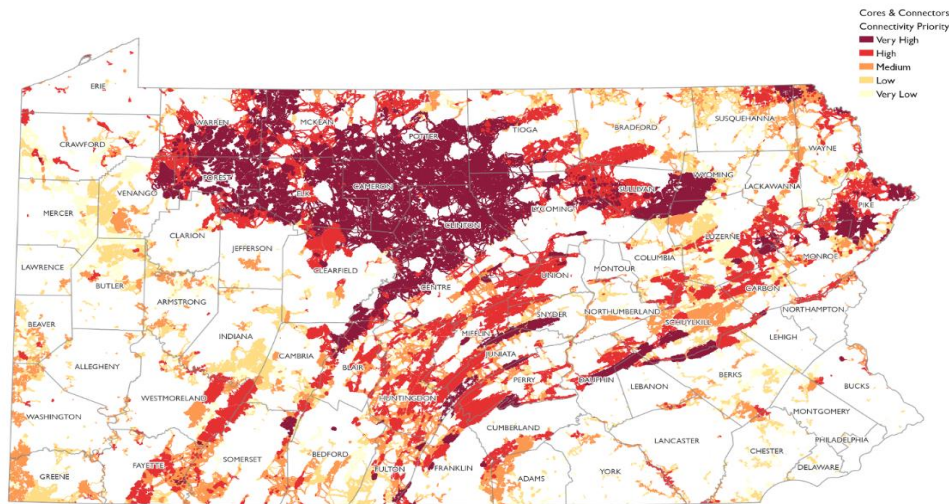 Cores & Connectors
Connectivity Priority
Very High
High
Medium
Low
Very Low
ERIE
CRAWFORD
WARREN
MCKEAN
POTTER
TIOGA
BRADFORD
SUSQUEHANNA
WAYNE
VENANGO
FOREST
ELK
CAMERON
SULLIVAN
WYOMING
LACKAWANNA
MERCER
CLINTON
LYCOMING
PIKE
CLARION
JEFFERSON
CLEARFIELD
LUZERNE
MONROE
LAWRENCE
BUTLER
CENTRE
UNION
MONTOUR
COLUMBIA
CARBON
ARMSTRONG
NORTHUMBERLAND
NORTHAMPTON
BEAVER
INDIANA
CAMBRIA
BLAIR
MIFFLIN
SNYDER
SCHUYLKILL
LEHIGH
ALLEGHENY
JUNIATA
PERRY
DAUPHIN
LEBANON
BERKS
BUCKS
WESTMORELAND
HUNTINGDON
WASHINGTON
CUMBERLAND
LANCASTER
MONTGOMERY
PHILADELPHIA
GREENE
FAYETTE
SOMERSET
BEDFORD
FULTON
FRANKLIN
ADAMS
YORK
CHESTER
DELAWARE